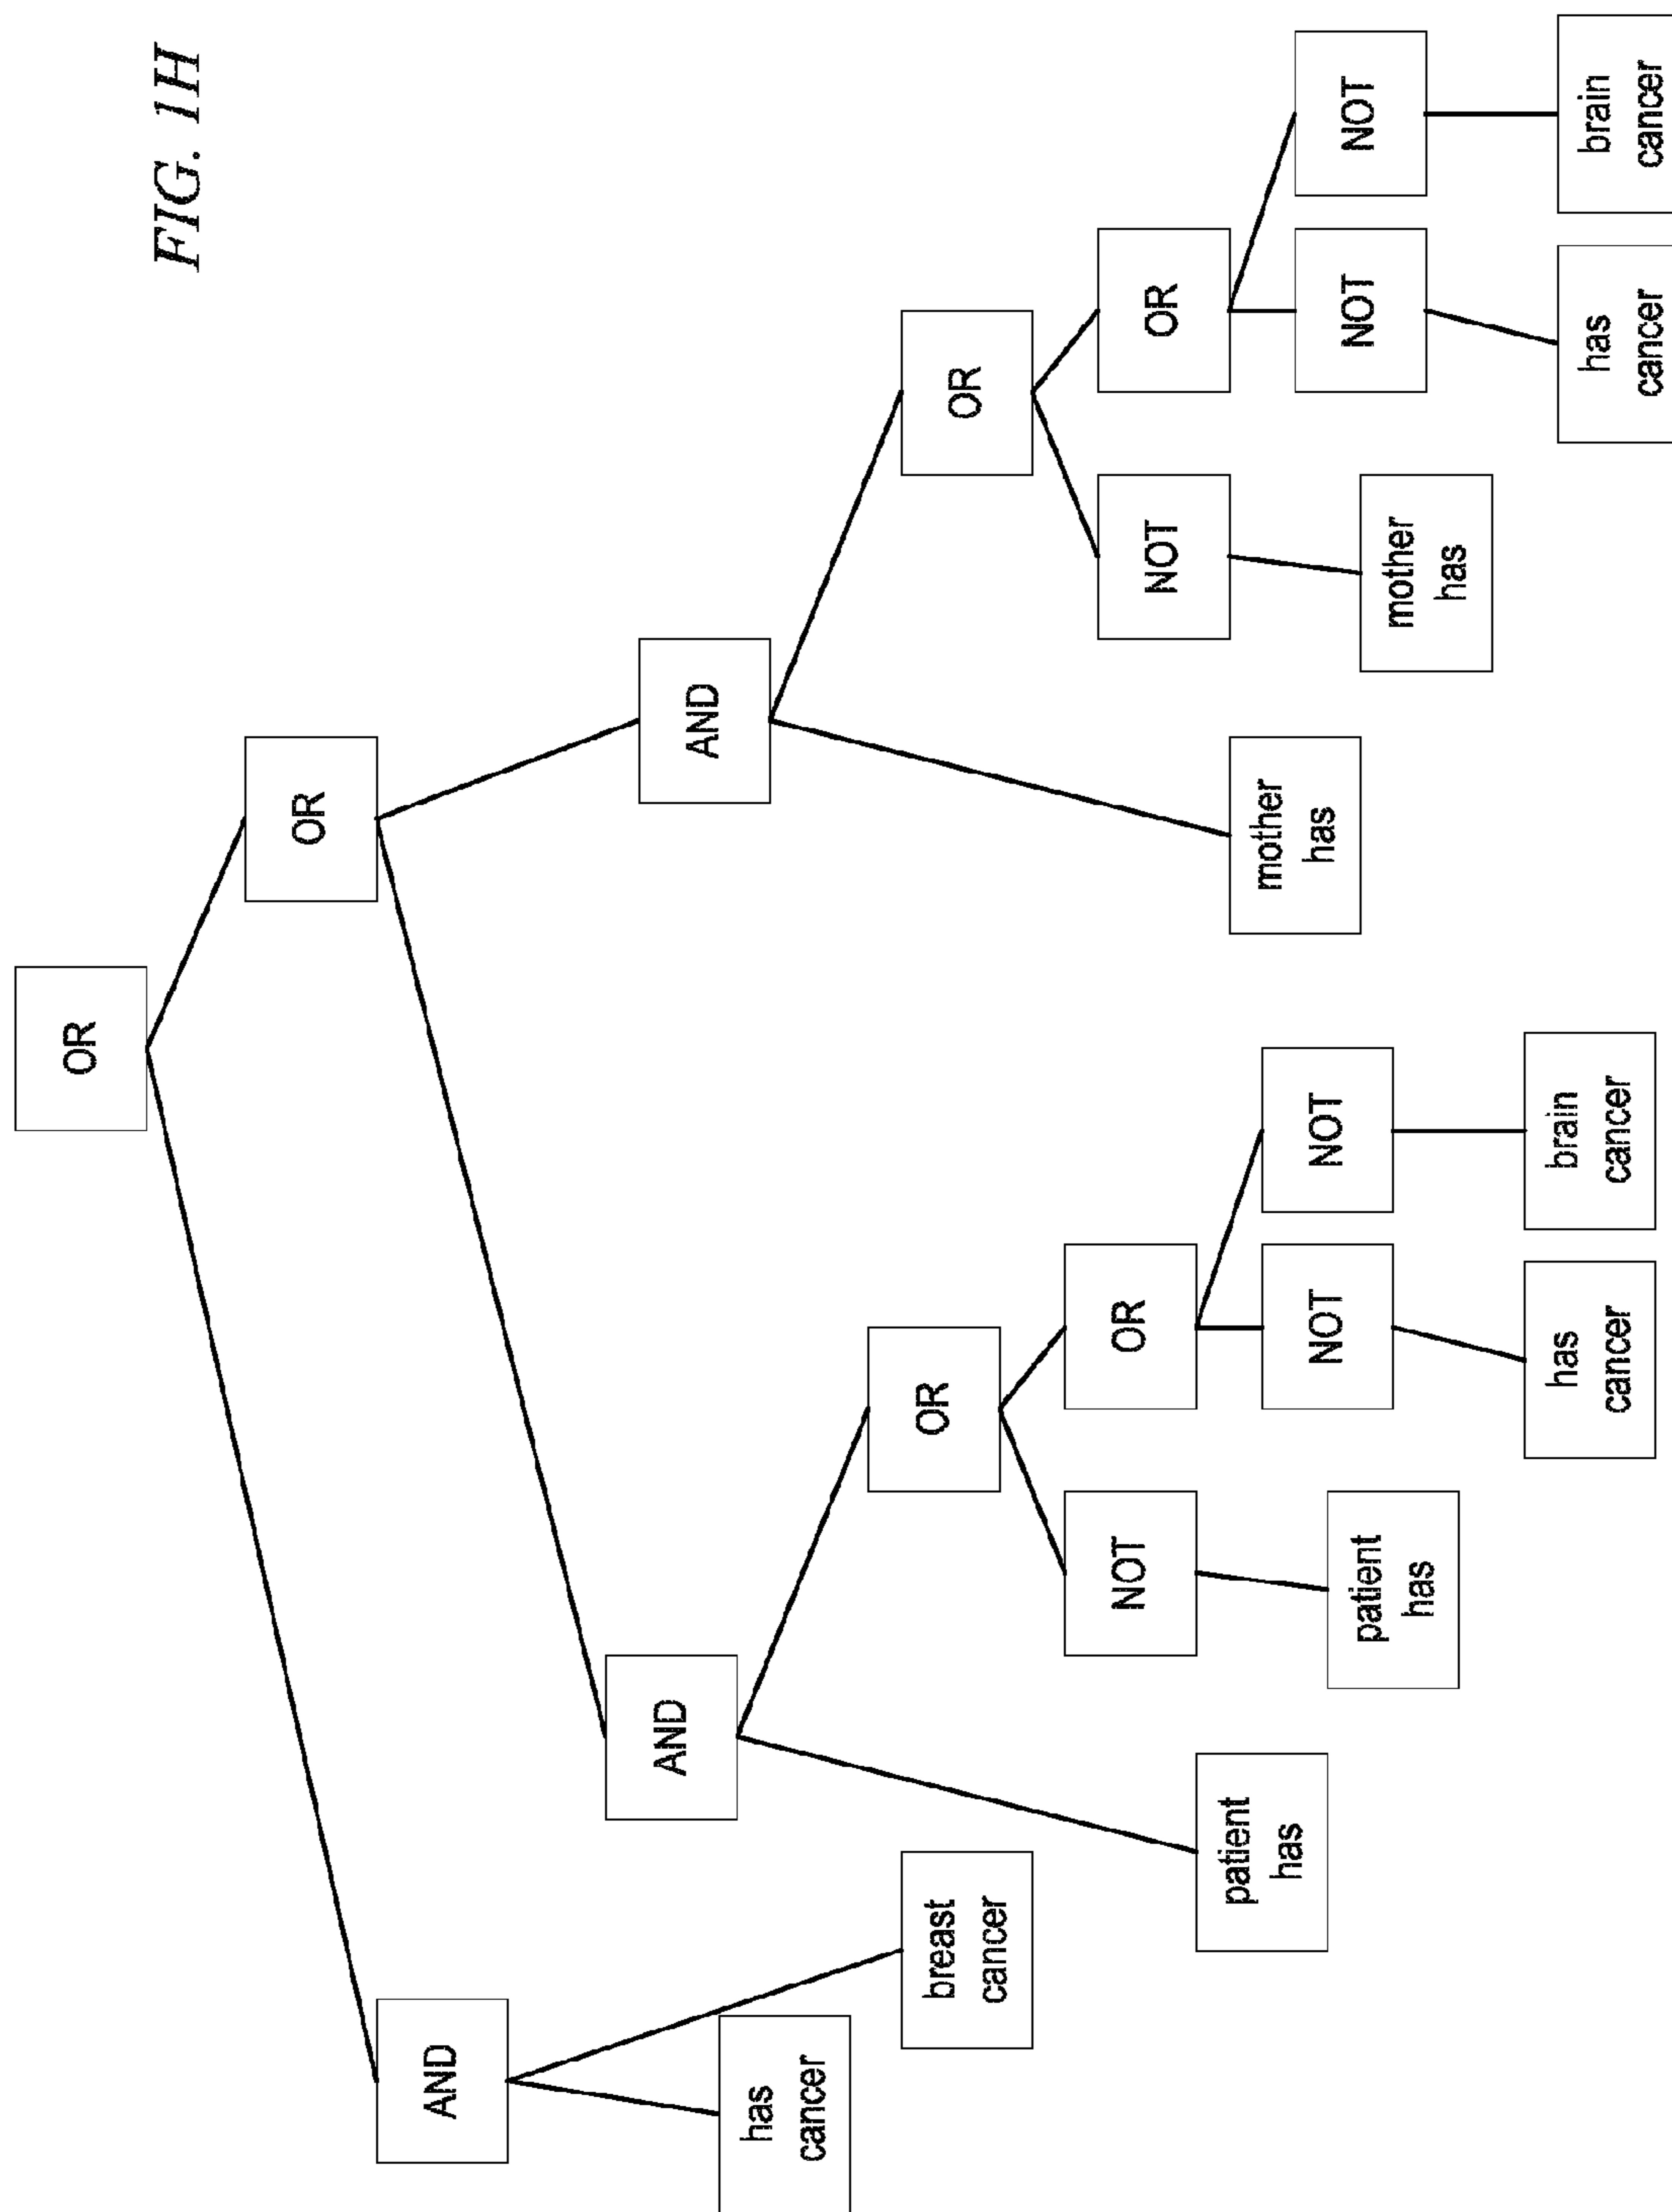 OR
FIG. 1H
OR
AND
AND
AND
has
cancer
breast
cancer
OR
OR
NOT
OR
NOT
OR
patient
has
mother
has
NOT
NOT
NOT
NOT
patient
has
mother
has
has
cancer
brain
cancer
has
cancer
brain
cancer